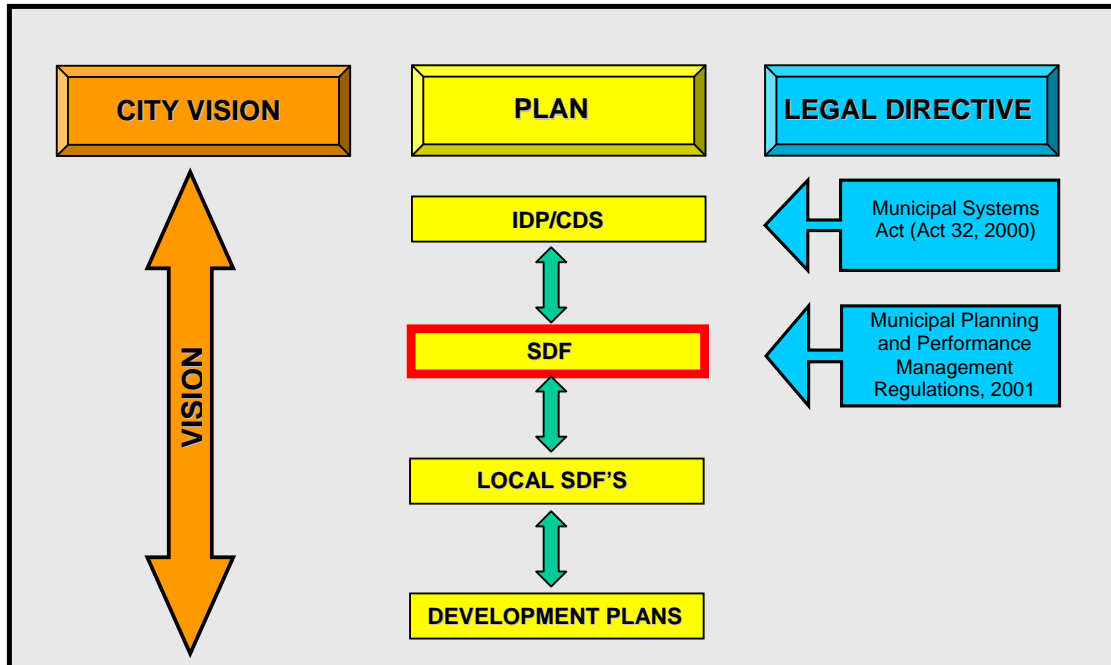 CITY VISION
PLAN
LEGAL DIRECTIVE
IDP/CDS
Municipal Systems
Act (Act 32, 2000)
SDF
Municipal Planning
and Performance
Management
Regulations, 2001
VISION
LOCAL SDF’S
DEVELOPMENT PLANS